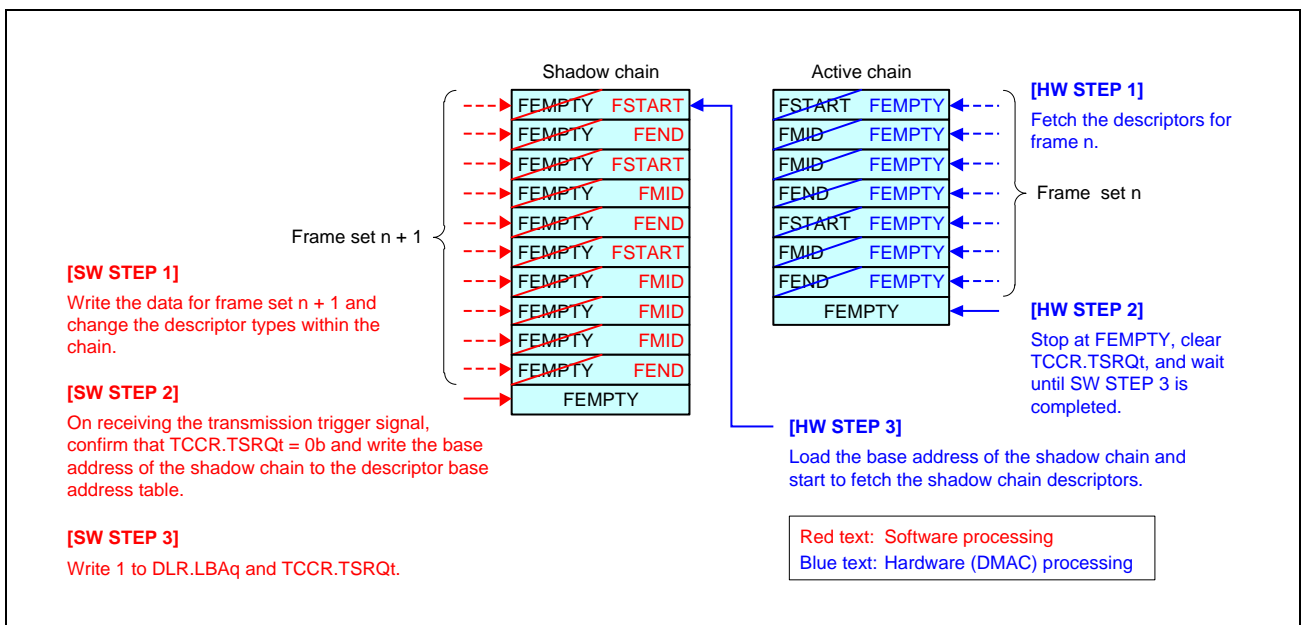 Shadow chain
FEMPTY FSTART
FEMPTY FEND
FEMPTY FSTART
FEMPTY FMID
FEMPTY FEND
FEMPTY FSTART
FEMPTY FMID
FEMPTY FMID
FEMPTY FMID
FEMPTY FEND
FEMPTY
Frame set n + 1
Active chain
FSTART FEMPTY
FMID FEMPTY
FMID FEMPTY
FEND FEMPTY
FSTART FEMPTY
FMID FEMPTY
FEND FEMPTY
FEMPTY
Frame set n
[HW STEP 1]
Fetch the descriptors for
frame n.
[HW STEP 2]
Stop at FEMPTY, clear
TCCR.TSRQt, and wait
until SW STEP 3 is
completed.
[HW STEP 3]
Load the base address of the shadow chain and
start to fetch the shadow chain descriptors.
[SW STEP 1]
Write the data for frame set n + 1 and
change the descriptor types within the
chain.
[SW STEP 2]
On receiving the transmission trigger signal,
confirm that TCCR.TSRQt = 0b and write the base
address of the shadow chain to the descriptor base
address table.
[SW STEP 3]
Write 1 to DLR.LBAq and TCCR.TSRQt.
Red text: Software processing
Blue text: Hardware (DMAC) processing